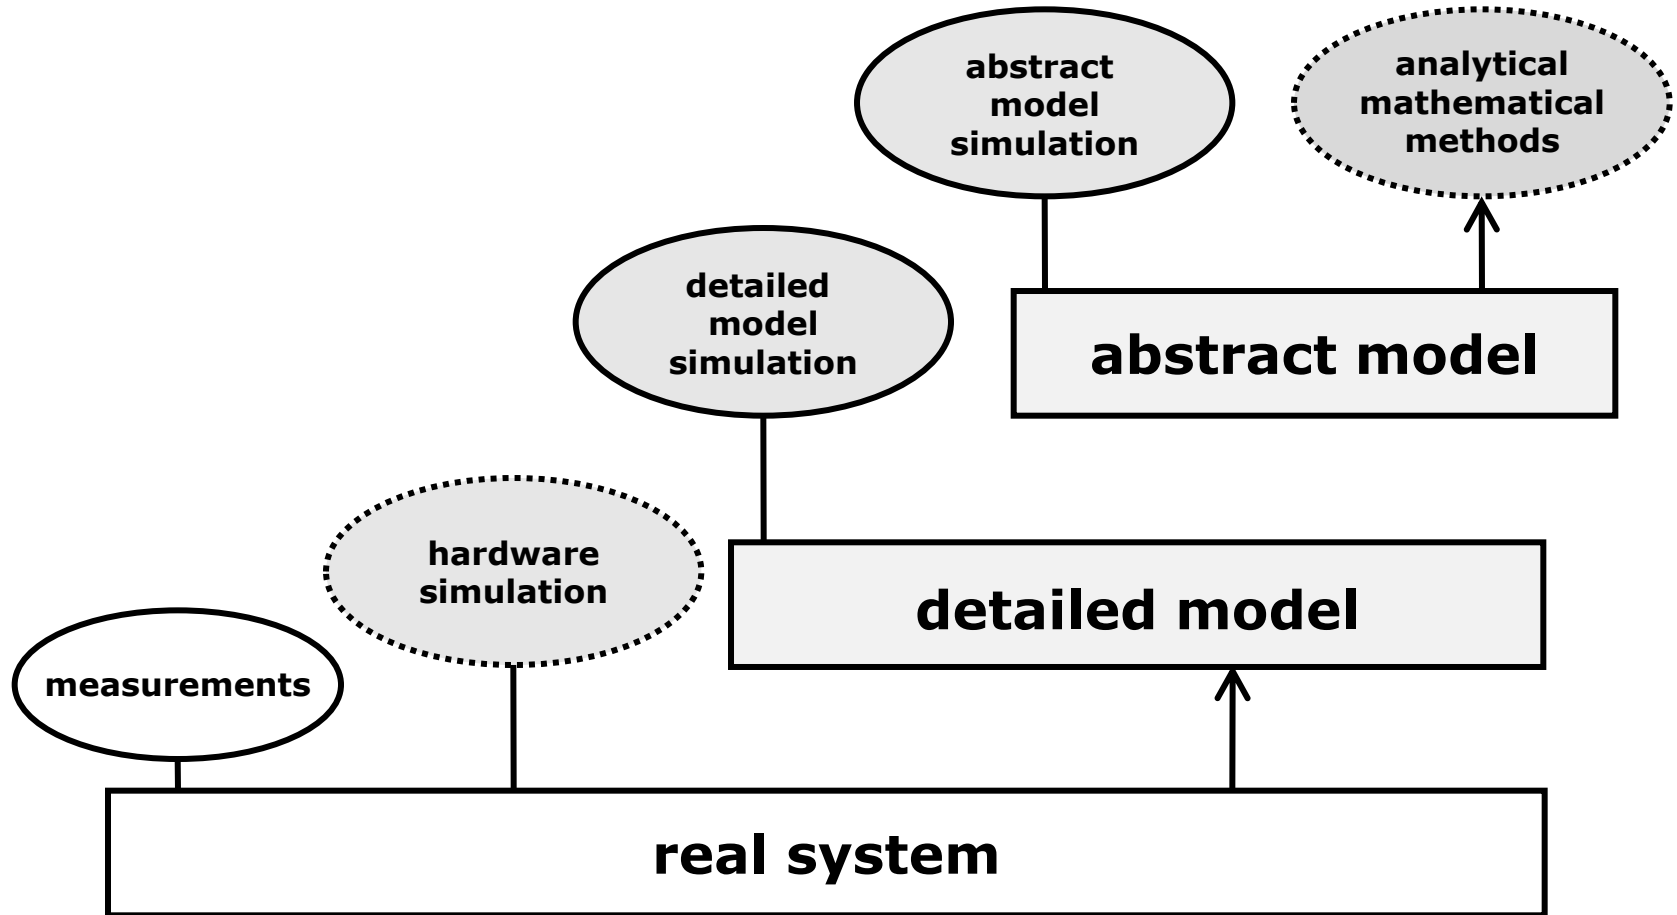 abstract
model
simulation
analytical
mathematical
methods
detailed
model
simulation
abstract model
hardware
simulation
detailed model
measurements
real system